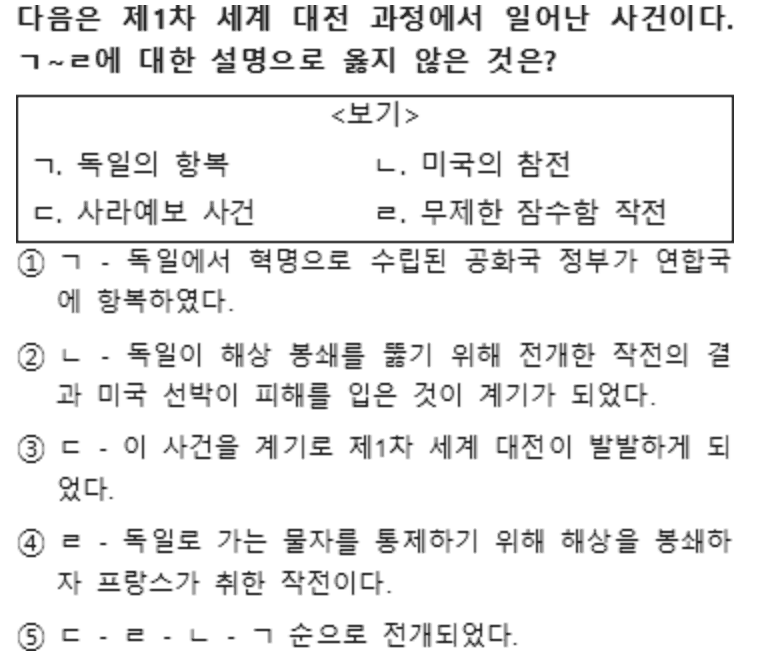 다음은 제1차 세계 대전 과정에서 일어난 사건이다.
ㄱ~ㄹ에 대한 설명으로 옳지 않은 것은?
<보기>
ㄱ. 독일의 항복 ㄴ. 미국의 참전
ㄷ. 사라예보 사건 ㄹ. 무제한 잠수함 작전
① ㄱ - 독일에서 혁명으로 수립된 공화국 정부가 연합국
에 항복하였다.
② ㄴ - 독일이 해상 봉쇄를 뚫기 위해 전개한 작전의 결
과 미국 선박이 피해를 입은 것이 계기가 되었다.
③ ㄷ - 이 사건을 계기로 제1차 세계 대전이 발발하게 되
었다.
④ ㄹ - 독일로 가는 물자를 통제하기 위해 해상을 봉쇄하
자 프랑스가 취한 작전이다.
⑤ ㄷ - ㄹ - ㄴ - ㄱ 순으로 전개되었다.